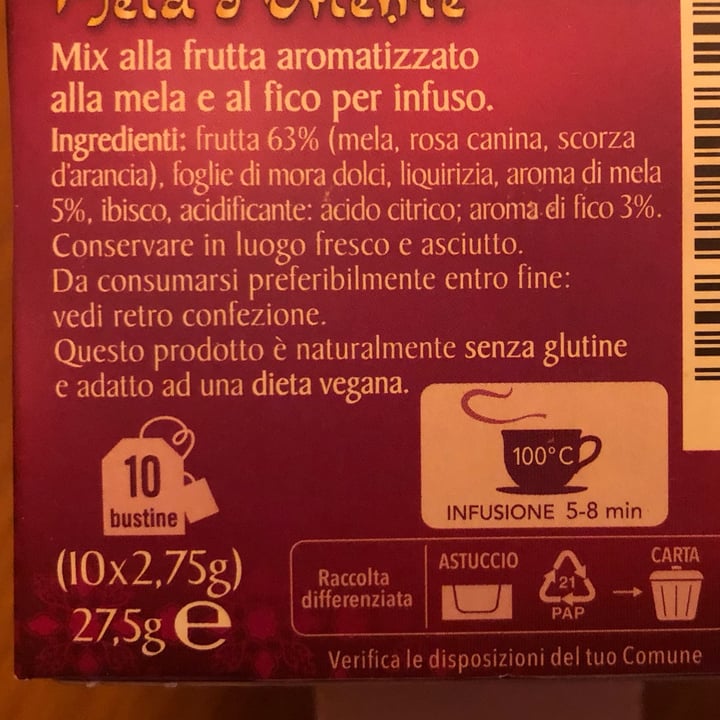 Mela d'Oriente
Mix alla frutta aromatizzato
alla mela e al fico per infuso.
Ingredienti: frutta 63% (mela, rosa canina, scorza
d'arancia), foglie di mora dolci, liquirizia, aroma di mela
5%, ibisco, acidificante: acido citrico; aroma di fico 3%.
Conservare in luogo fresco e asciutto.
Da consumarsi preferibilmente entro fine:
vedi retro confezione.
Questo prodotto è naturalmente senza glutine
e adatto ad una dieta vegana.
10
bustine
100°C
INFUSIONE 5-8 min
(10x2,75g)
27,5g e
Raccolta
differenziata
ASTUCCIO
21
PAP
CARTA
Verifica le disposizioni del tuo Comune